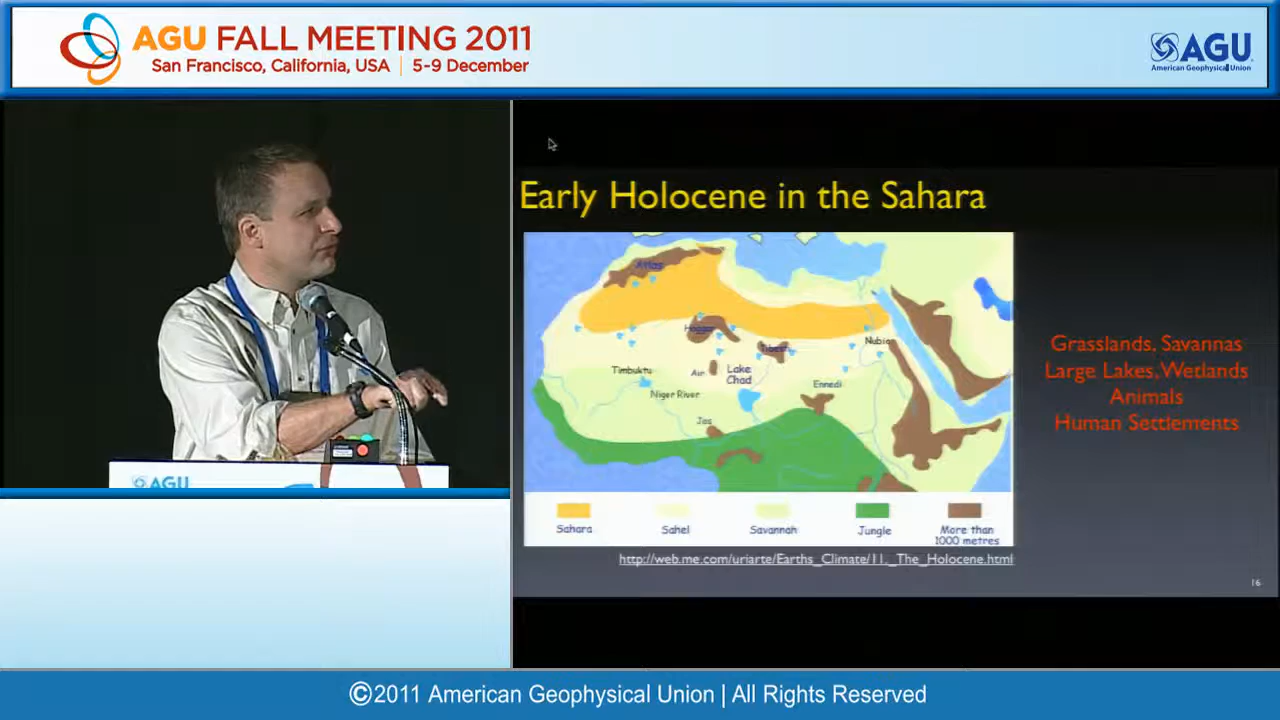 AGU FALL MEETING 2011
San Francisco, California, USA | 5-9 December
AGU
American Geophysical Union
Early Holocene in the Sahara
Atlas
Hoggar
Tibesti
Nubia
Timbuktu
Air
Lake
Chad
Niger River
Ennedi
Jos
Sahara
Sahel
Savannah
Jungle
More than
1000 metres
Grasslands, Savannas
Large Lakes, Wetlands
Animals
Human Settlements
http://web.me.com/uriarte/Earths_Climate/11._The_Holocene.html
16
AGU
©2011 American Geophysical Union | All Rights Reserved